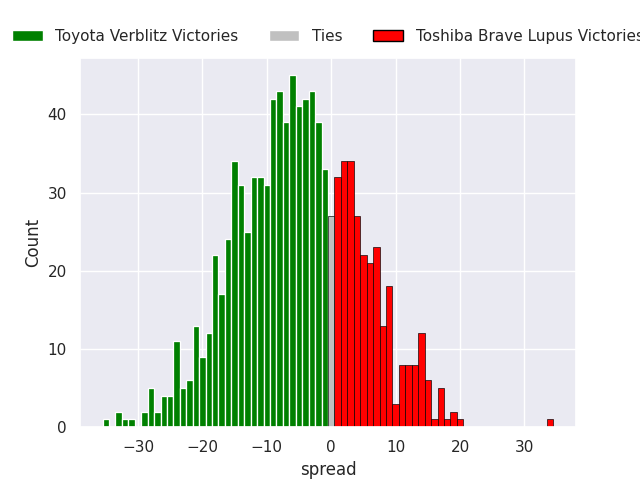 Toyota Verblitz Victories Ties Toshiba Brave Lupus Victories
40
30
20
10
0
Count
−30 −20 −10 0 10 20 30
spread